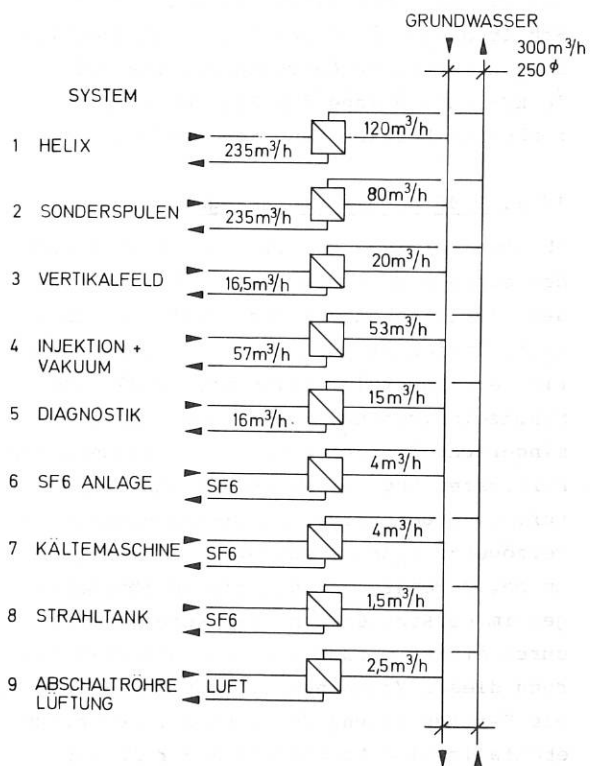 GRUNDWASSER
300m³/h
250 ϕ
SYSTEM
120m³/h
1 HELIX
235m³/h
80m³/h
2 SONDERSPULEN
235m³/h
20m³/h
3 VERTIKALFELD
16,5m³/h
53m³/h
4 INJEKTION +
VAKUUM
57m³/h
15m³/h
5 DIAGNOSTIK
16m³/h
4m³/h
6 SF6 ANLAGE
SF6
4m³/h
7 KÄLTEMASCHINE
SF6
1,5m³/h
8 STRAHLTANK
SF6
2,5m³/h
9 ABSCHALTRÖHRE
LÜFTUNG
LUFT